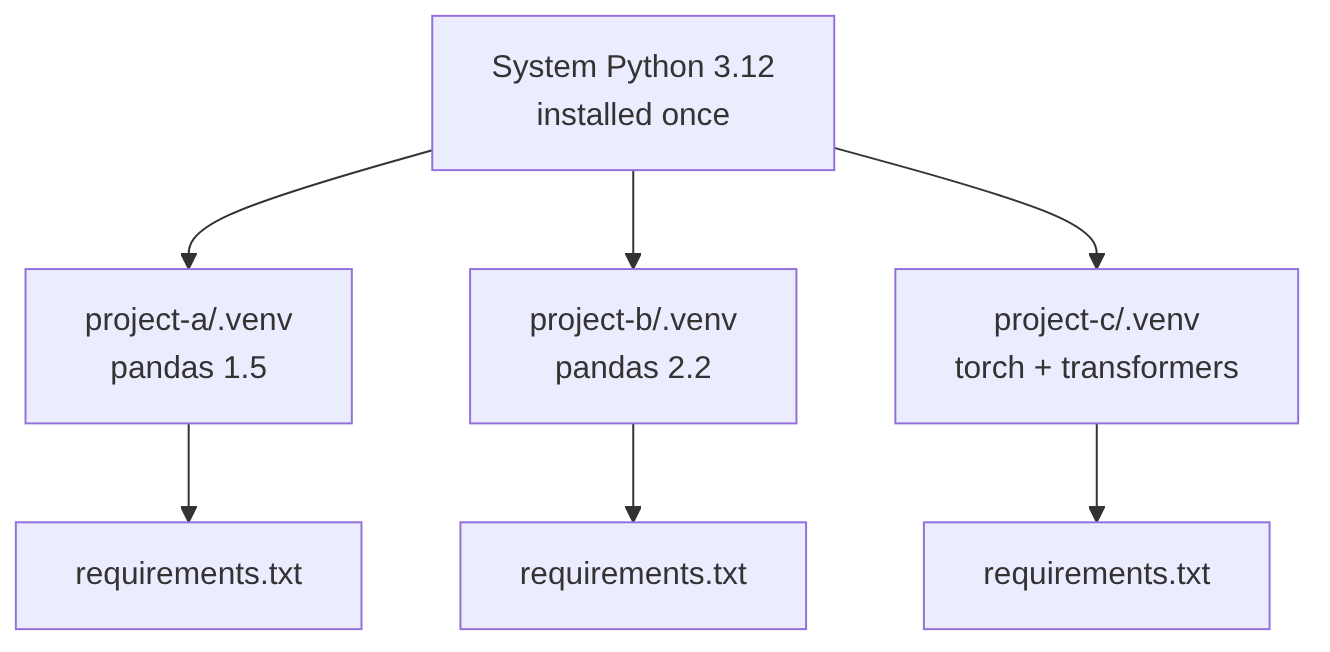 System Python 3.12
installed once
project-a/.venv
pandas 1.5
project-b/.venv
pandas 2.2
project-c/.venv
torch + transformers
requirements.txt
requirements.txt
requirements.txt